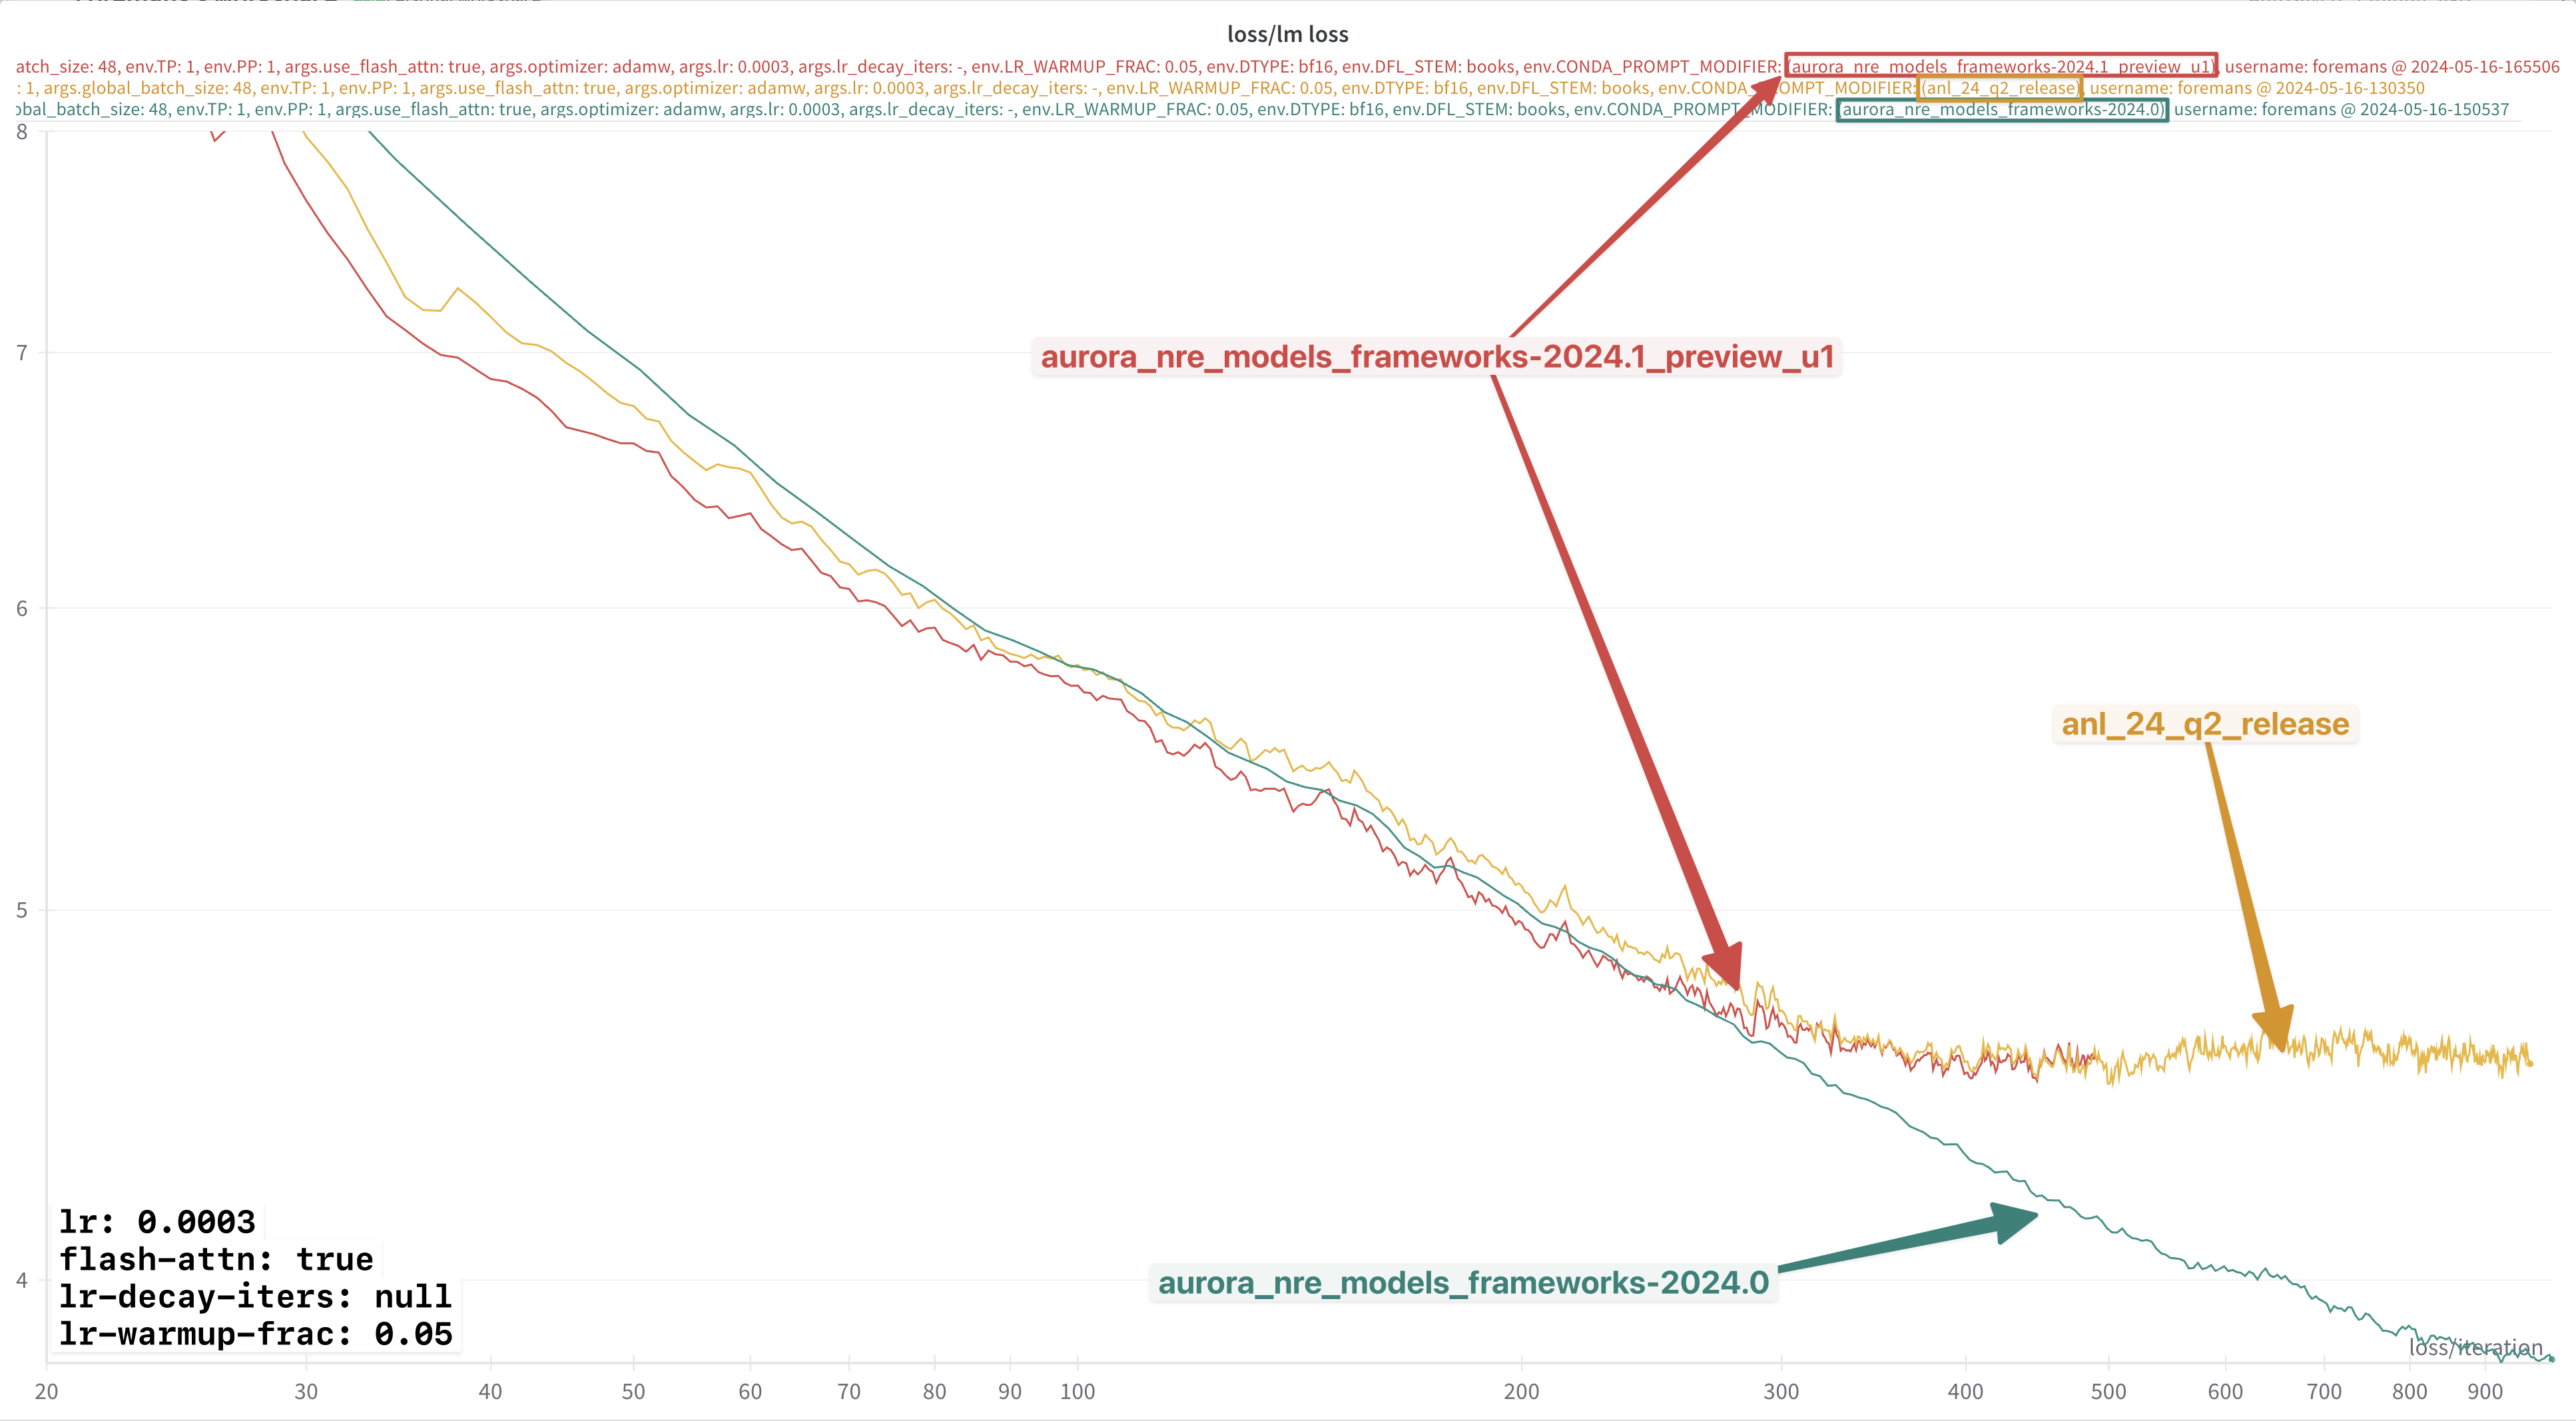 loss/lm loss
atch_size: 48, env.TP: 1, env.PP: 1, args.use_flash_attn: true, args.optimizer: adamw, args.lr: 0.0003, args.lr_decay_iters: -, env.LR_WARMUP_FRAC: 0.05, env.DTYPE: bf16, env.DFL_STEM: books, env.CONDA_PROMPT_MODIFIER: (aurora_nre_models_frameworks-2024.1_preview_u1), username: foremans @ 2024-05-16-165506
: 1, args.global_batch_size: 48, env.TP: 1, env.PP: 1, args.use_flash_attn: true, args.optimizer: adamw, args.lr: 0.0003, args.lr_decay_iters: -, env.LR_WARMUP_FRAC: 0.05, env.DTYPE: bf16, env.DFL_STEM: books, env.CONDA_PROMPT_MODIFIER: (anl_24_q2_release), username: foremans @ 2024-05-16-130350
obal_batch_size: 48, env.TP: 1, env.PP: 1, args.use_flash_attn: true, args.optimizer: adamw, args.lr: 0.0003, args.lr_decay_iters: -, env.LR_WARMUP_FRAC: 0.05, env.DTYPE: bf16, env.DFL_STEM: books, env.CONDA_PROMPT_MODIFIER: (aurora_nre_models_frameworks-2024.0), username: foremans @ 2024-05-16-150537
8
7
aurora_nre_models_frameworks-2024.1_preview_u1
6
anl_24_q2_release
5
4
aurora_nre_models_frameworks-2024.0
lr: 0.0003
flash-attn: true
lr-decay-iters: null
lr-warmup-frac: 0.05
loss/iteration
20 30 40 50 60 70 80 90 100 200 300 400 500 600 700 800 900